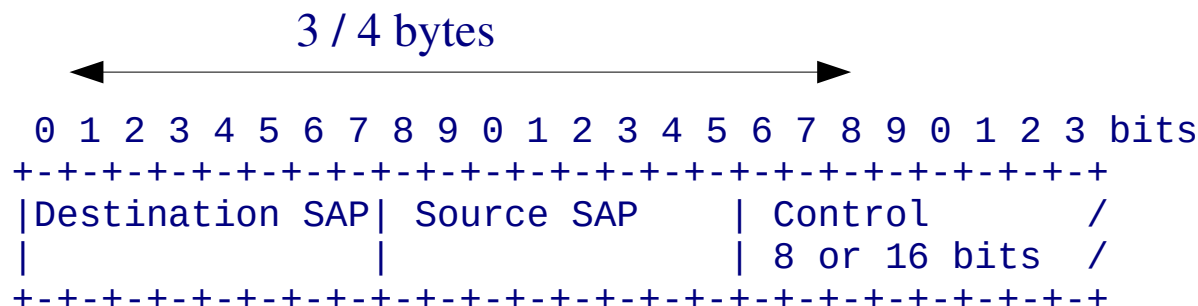 3 / 4 bytes
0 1 2 3 4 5 6 7 8 9 0 1 2 3 4 5 6 7 8 9 0 1 2 3 bits
+-+-+-+-+-+-+-+-+-+-+-+-+-+-+-+-+-+-+-+-+-+-+-+-+
|Destination SAP| Source SAP    | Control       /
|               |               | 8 or 16 bits  /
+-+-+-+-+-+-+-+-+-+-+-+-+-+-+-+-+-+-+-+-+-+-+-+-+